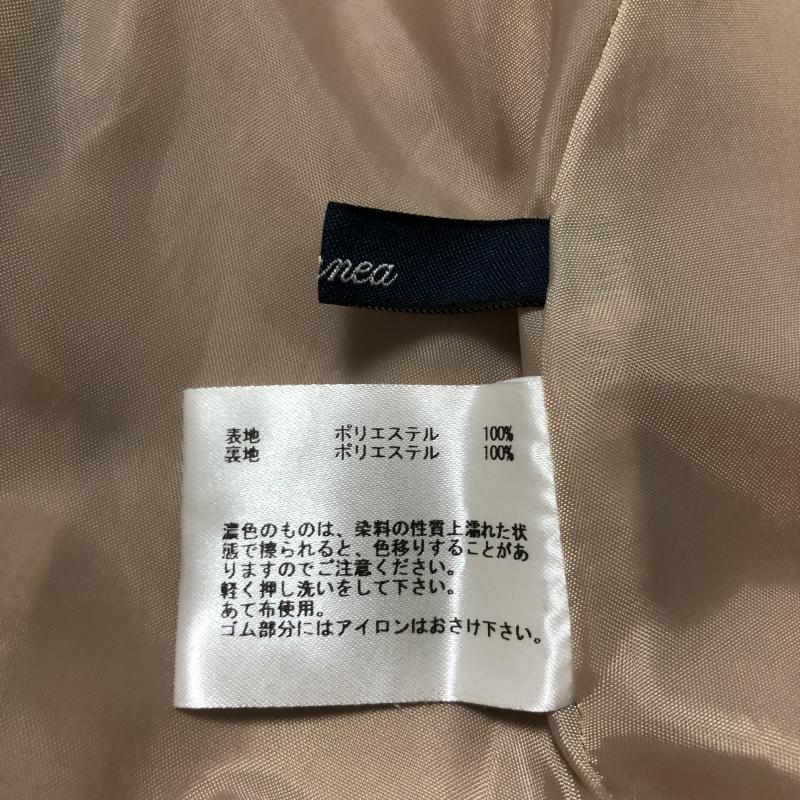 nea
表地 ポリエステル 100%
裏地 ポリエステル 100%
濃色のものは、染料の性質上濡れた状
態で擦られると、色移りすることがあ
りますのでご注意ください。
軽く押し洗いをして下さい。
あて布使用。
ゴム部分にはアイロンはおさけ下さい。